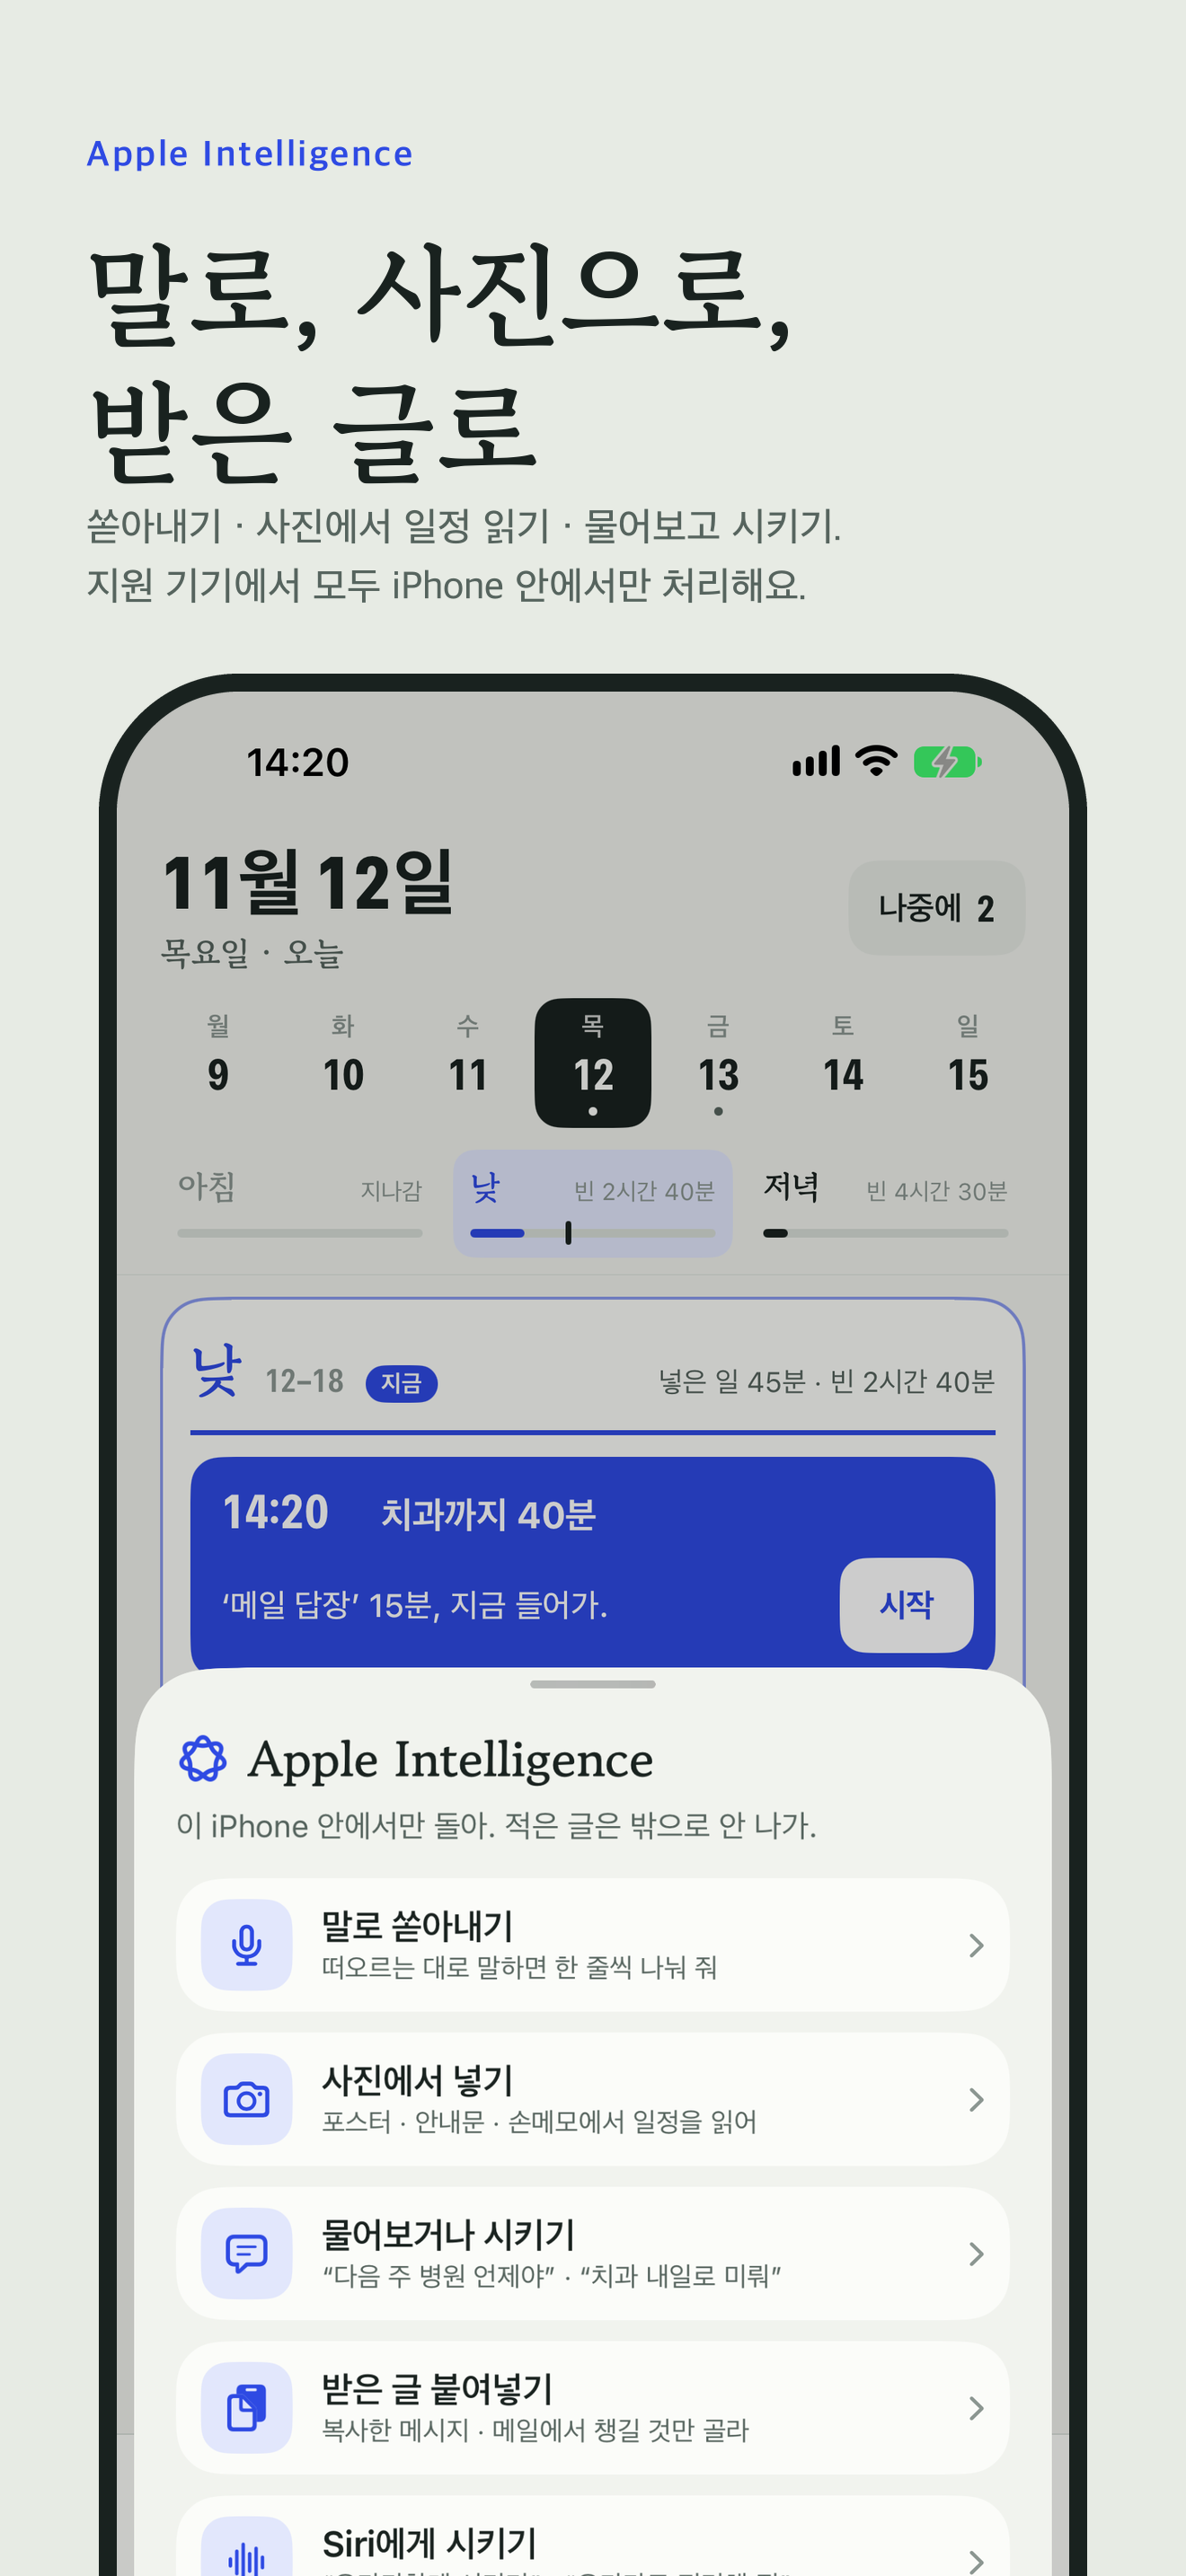 Apple Intelligence
말로, 사진으로,
받은 글로
쏟아내기 · 사진에서 일정 읽기 · 물어보고 시키기.
지원 기기에서 모두 iPhone 안에서만 처리해요.
14:20
11월 12일
목요일 · 오늘
나중에 2
월 화 수 목 금 토 일
9 10 11 12 13 14 15
아침 지나감 낮 빈 2시간 40분 저녁 빈 4시간 30분
낮 12–18 지금 넣은 일 45분 · 빈 2시간 40분
14:20 치과까지 40분
‘메일 답장’ 15분, 지금 들어가.
시작
Apple Intelligence
이 iPhone 안에서만 돌아. 적은 글은 밖으로 안 나가.
말로 쏟아내기
떠오르는 대로 말하면 한 줄씩 나눠 줘
사진에서 넣기
포스터 · 안내문 · 손메모에서 일정을 읽어
물어보거나 시키기
“다음 주 병원 언제야” · “치과 내일로 미뤄”
받은 글 붙여넣기
복사한 메시지 · 메일에서 챙길 것만 골라
Siri에게 시키기